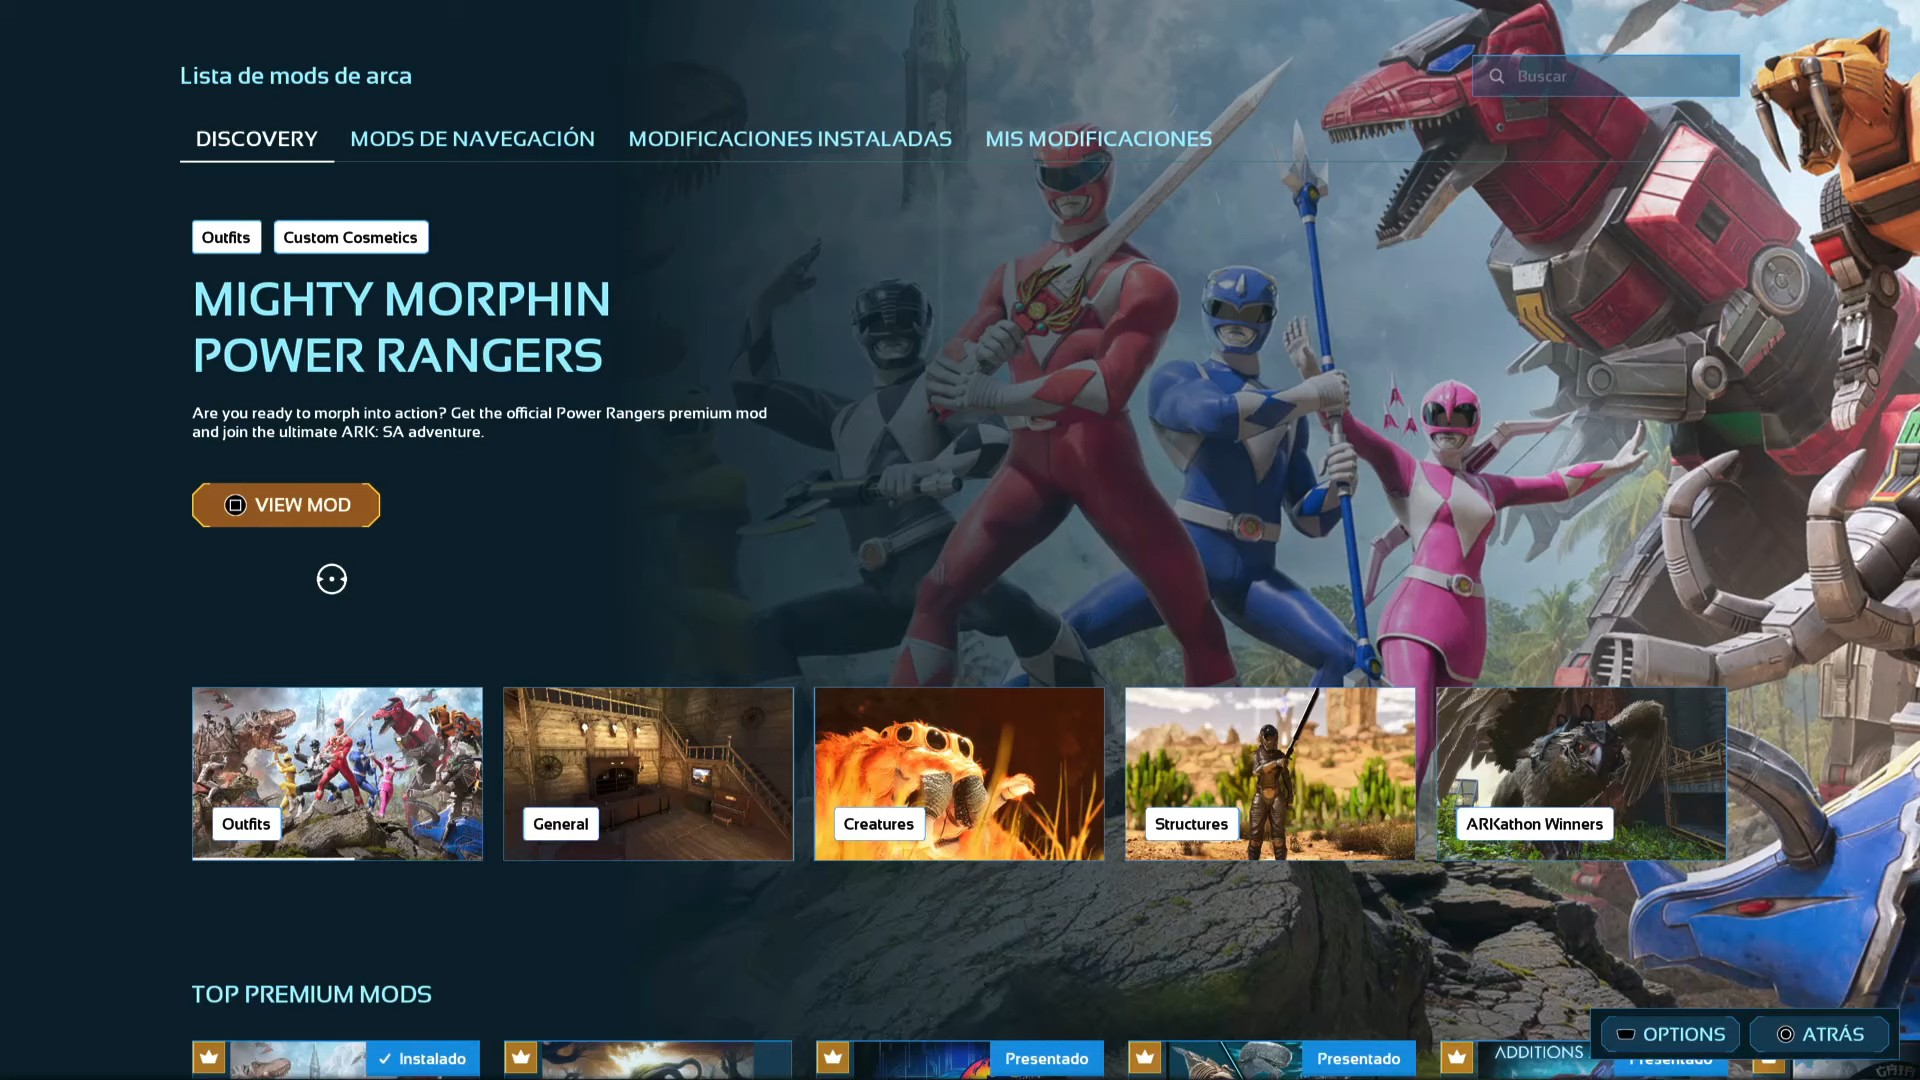 Lista de mods de arca
Buscar
DISCOVERY
MODS DE NAVEGACIÓN
MODIFICACIONES INSTALADAS
MIS MODIFICACIONES
Outfits
Custom Cosmetics
MIGHTY MORPHIN
POWER RANGERS
Are you ready to morph into action? Get the official Power Rangers premium mod
and join the ultimate ARK: SA adventure.
VIEW MOD
Outfits
General
Creatures
Structures
ARKathon Winners
TOP PREMIUM MODS
Instalado
Presentado
Presentado
ADDITIONS
Presentado
OPTIONS
ATRÁS